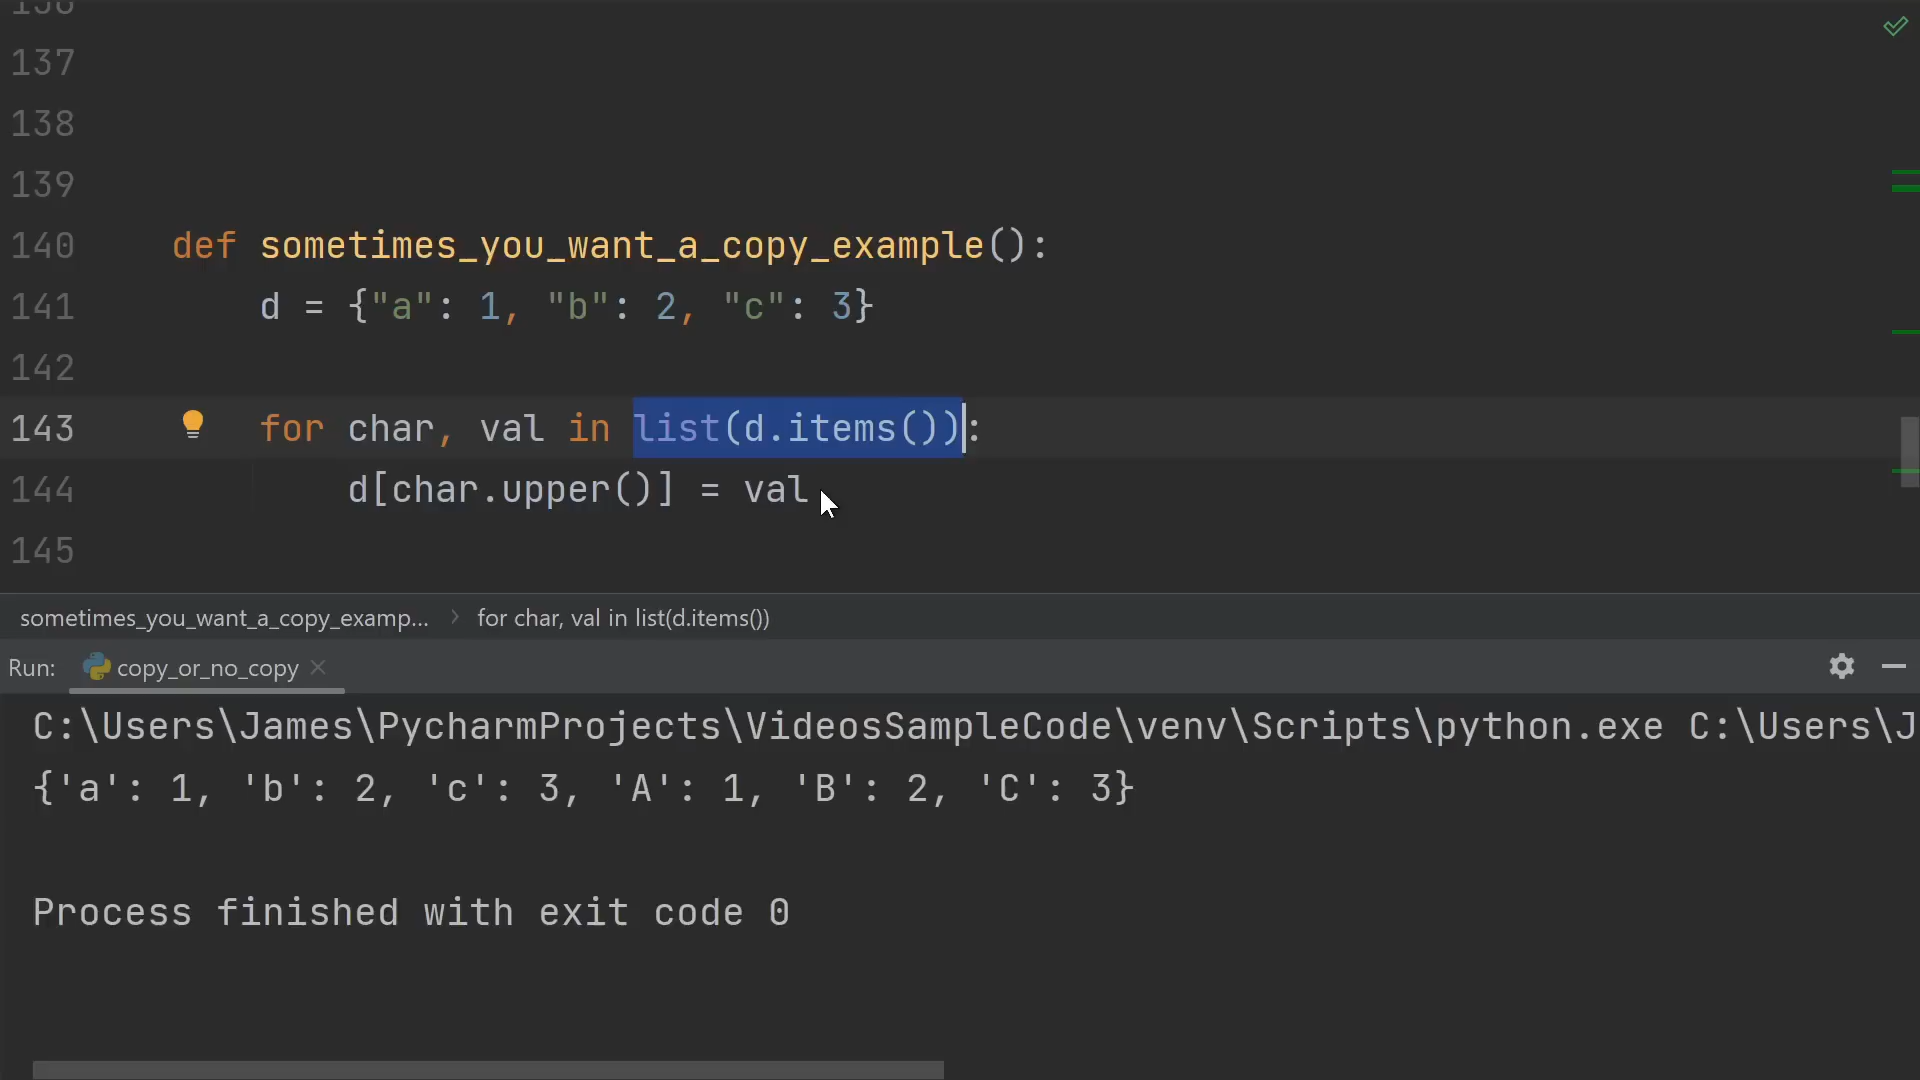 136
137
138
139
140 def sometimes_you_want_a_copy_example():
141 d = {"a": 1, "b": 2, "c": 3}
142
143 for char, val in list(d.items()):
144 d[char.upper()] = val
145
sometimes_you_want_a_copy_examp... > for char, val in list(d.items())
Run: copy_or_no_copy
C:\Users\James\PycharmProjects\VideosSampleCode\venv\Scripts\python.exe C:\Users\J
{'a': 1, 'b': 2, 'c': 3, 'A': 1, 'B': 2, 'C': 3}
Process finished with exit code 0